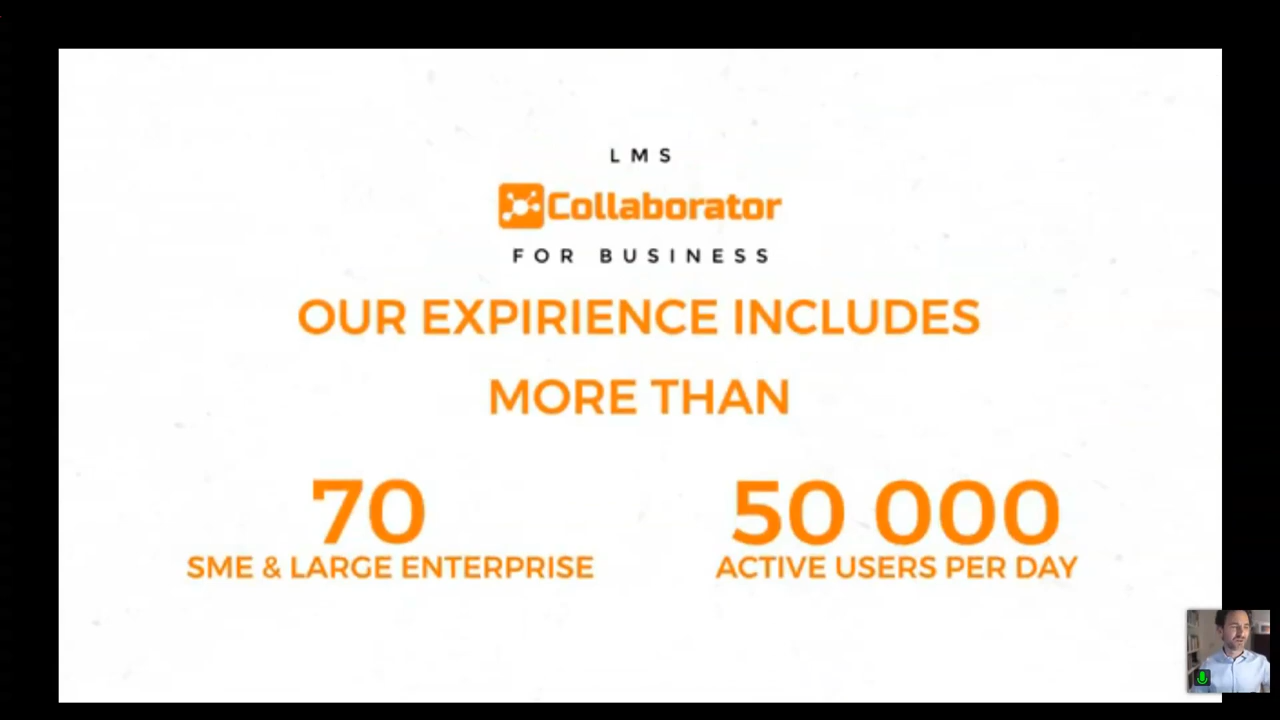 LMS
Collaborator
FOR BUSINESS
OUR EXPIRIENCE INCLUDES
MORE THAN
70
SME & LARGE ENTERPRISE
50 000
ACTIVE USERS PER DAY